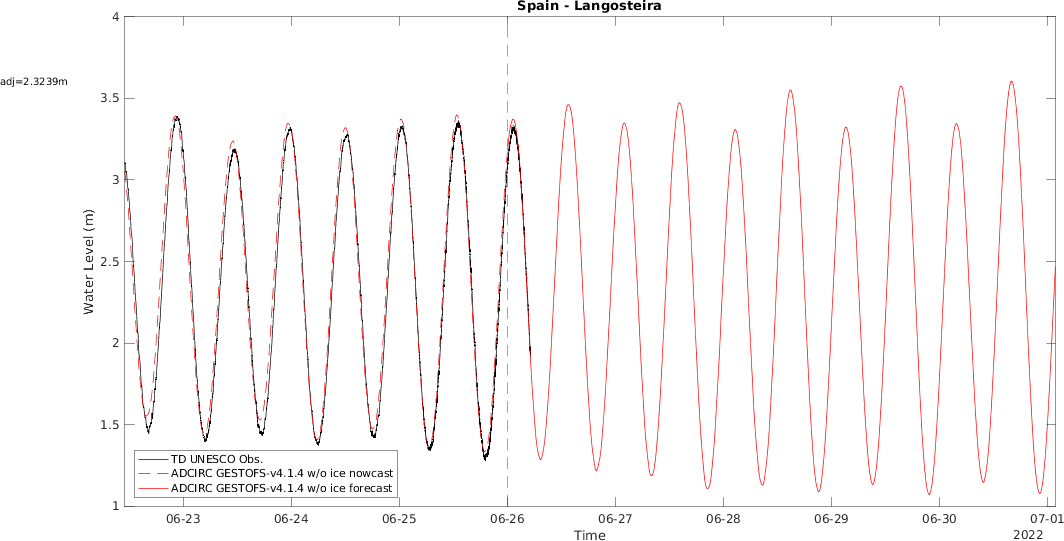 Spain - Langosteira
adj=2.3239m
4
3.5
3
2.5
2
1.5
1
Water Level (m)
TD UNESCO Obs.
ADCIRC GESTOFS-v4.1.4 w/o ice nowcast
ADCIRC GESTOFS-v4.1.4 w/o ice forecast
06-23 06-24 06-25 06-26 06-27 06-28 06-29 06-30 07-01
Time
2022